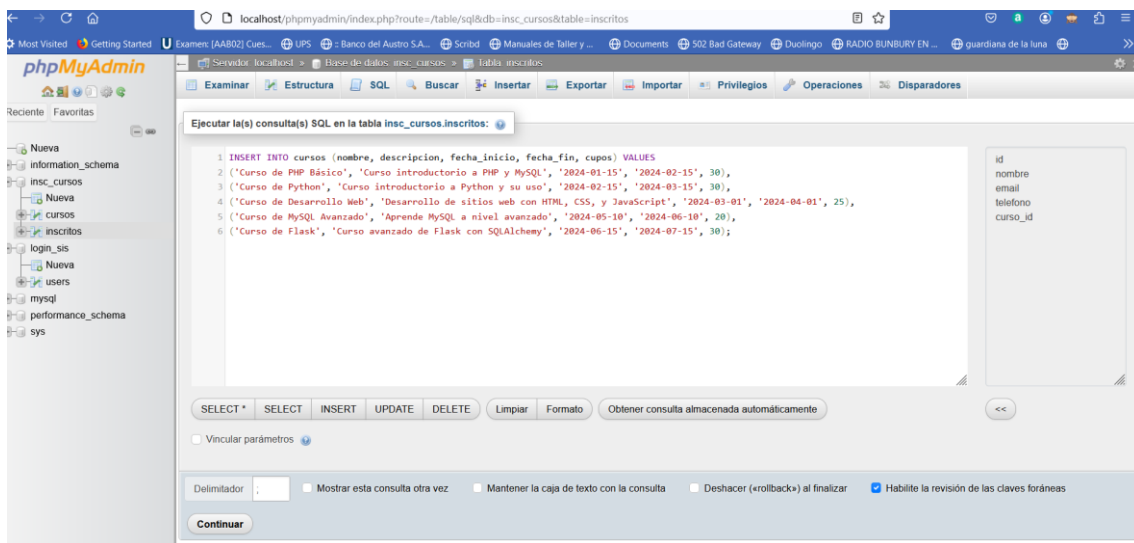 localhost/phpmyadmin/index.php?route=/table/sql&db=insc_cursos&table=inscritos
Most Visited Getting Started Examen: [AAB02] Cues... UPS :: Banco del Austro S.A... Scribd Manuales de Taller y ... Documents 502 Bad Gateway Duolingo RADIO BUNBURY EN ... guardiana de la luna
phpMyAdmin
Reciente Favoritas
Nueva
information_schema
insc_cursos
Nueva
cursos
inscritos
login_sis
Nueva
users
mysql
performance_schema
sys
Servidor: localhost » Base de datos: insc_cursos » Tabla: inscritos
Examinar Estructura SQL Buscar Insertar Exportar Importar Privilegios Operaciones Disparadores
Ejecutar la(s) consulta(s) SQL en la tabla insc_cursos.inscritos:
1 INSERT INTO cursos (nombre, descripcion, fecha_inicio, fecha_fin, cupos) VALUES
2 ('Curso de PHP Básico', 'Curso introductorio a PHP y MySQL', '2024-01-15', '2024-02-15', 30),
3 ('Curso de Python', 'Curso introductorio a Python y su uso', '2024-02-15', '2024-03-15', 30),
4 ('Curso de Desarrollo Web', 'Desarrollo de sitios web con HTML, CSS, y JavaScript', '2024-03-01', '2024-04-01', 25),
5 ('Curso de MySQL Avanzado', 'Aprende MySQL a nivel avanzado', '2024-05-10', '2024-06-10', 20),
6 ('Curso de Flask', 'Curso avanzado de Flask con SQLAlchemy', '2024-06-15', '2024-07-15', 30);
id
nombre
email
telefono
curso_id
SELECT * SELECT INSERT UPDATE DELETE Limpiar Formato Obtener consulta almacenada automáticamente <<
Vincular parámetros
Delimitador ; Mostrar esta consulta otra vez Mantener la caja de texto con la consulta Deshacer («rollback») al finalizar Habilite la revisión de las claves foráneas
Continuar